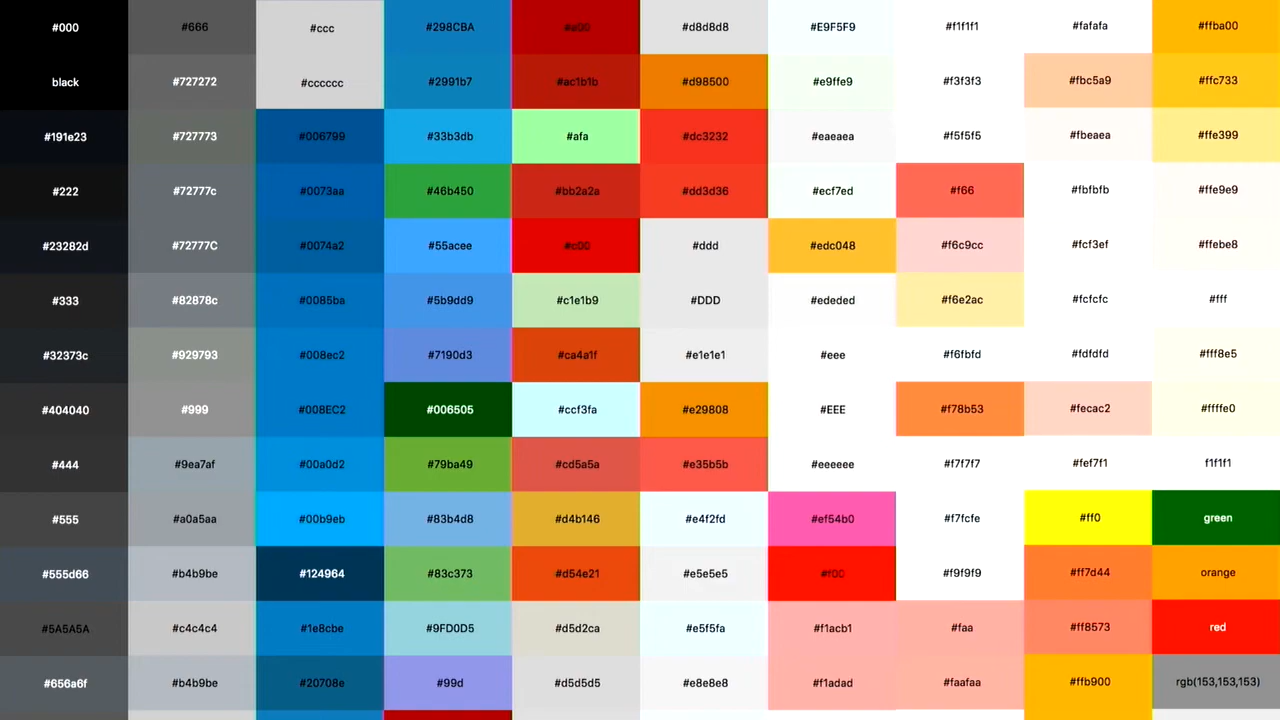 #000 #666 #ccc #298CBA #a00 #d8d8d8 #E9F5F9 #f1f1f1 #fafafa #ffba00
black #727272 #cccccc #2991b7 #ac1b1b #d98500 #e9ffe9 #f3f3f3 #fbc5a9 #ffc733
#191e23 #727773 #006799 #33b3db #afa #dc3232 #eaeaea #f5f5f5 #fbeaea #ffe399
#222 #72777c #0073aa #46b450 #bb2a2a #dd3d36 #ecf7ed #f66 #fbfbfb #ffe9e9
#23282d #72777C #0074a2 #55acee #c00 #ddd #edc048 #f6c9cc #fcf3ef #ffebe8
#333 #82878c #0085ba #5b9dd9 #c1e1b9 #DDD #ededed #f6e2ac #fcfcfc #fff
#32373c #929793 #008ec2 #7190d3 #ca4a1f #e1e1e1 #eee #f6fbfd #fdfdfd #fff8e5
#404040 #999 #008EC2 #006505 #ccf3fa #e29808 #EEE #f78b53 #fecac2 #ffffe0
#444 #9ea7af #00a0d2 #79ba49 #cd5a5a #e35b5b #eeeeee #f7f7f7 #fef7f1 f1f1f1
#555 #a0a5aa #00b9eb #83b4d8 #d4b146 #e4f2fd #ef54b0 #f7fcfe #ff0 green
#555d66 #b4b9be #124964 #83c373 #d54e21 #e5e5e5 #f00 #f9f9f9 #ff7d44 orange
#5A5A5A #c4c4c4 #1e8cbe #9FD0D5 #d5d2ca #e5f5fa #f1acb1 #faa #ff8573 red
#656a6f #b4b9be #20708e #99d #d5d5d5 #e8e8e8 #f1adad #faafaa #ffb900 rgb(153,153,153)